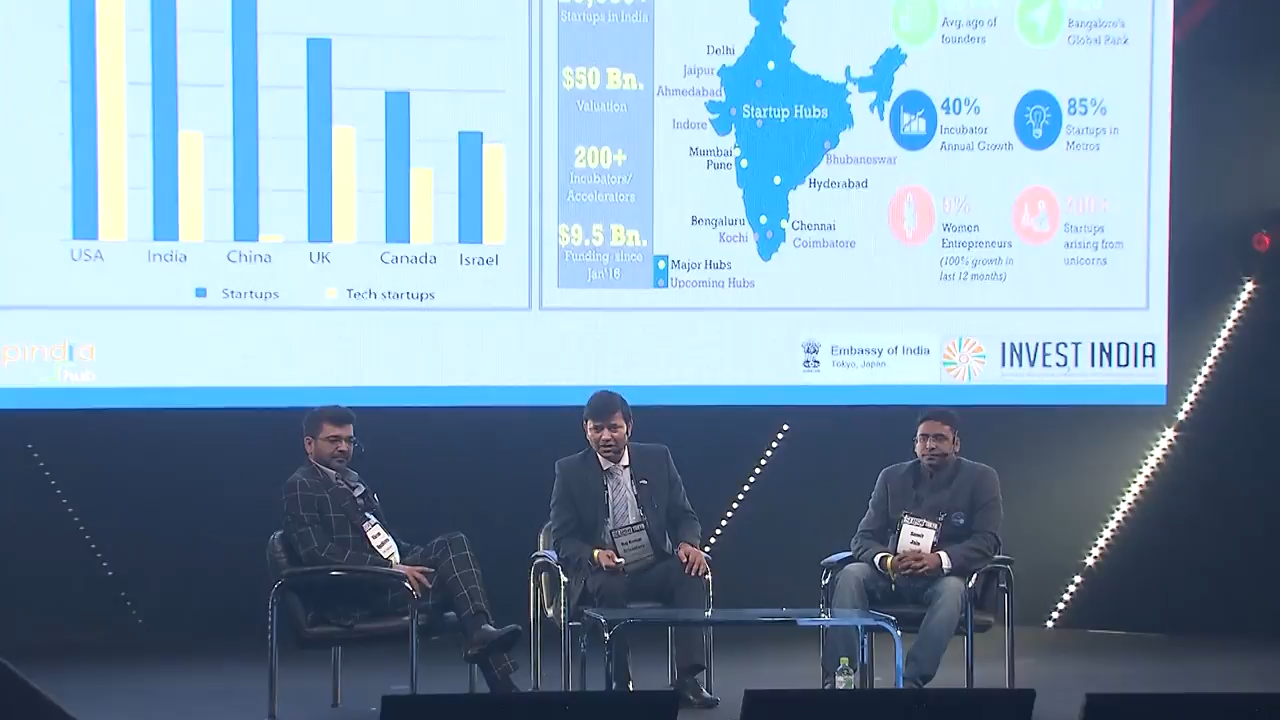 USA
India
China
UK
Canada
Israel
Startups
Tech startups
Startups in India
$50 Bn.
Valuation
200+
Incubators/
Accelerators
$9.5 Bn.
Funding since
Jan'16
Delhi
Jaipur
Ahmedabad
Startup Hubs
Indore
Mumbai
Pune
Bhubaneswar
Hyderabad
Bengaluru
Chennai
Kochi
Coimbatore
Major Hubs
Upcoming Hubs
Avg. age of
founders
Bangalore's
Global Rank
40%
Incubator
Annual Growth
85%
Startups in
Metros
Women
Entrepreneurs
(100% growth in
last 12 months)
Startups
arising from
unicorns
hub
Embassy of India
Tokyo, Japan
INVEST INDIA
Jain